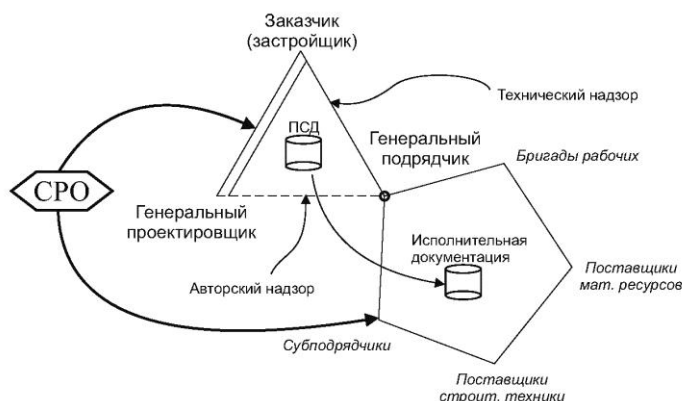 Заказчик
(застройщик)
Технический надзор
ПСД
Генеральный
подрядчик
Бригады рабочих
СРО
Генеральный
проектировщик
Исполнительная
документация
Авторский надзор
Поставщики
мат. ресурсов
Субподрядчики
Поставщики
строит. техники